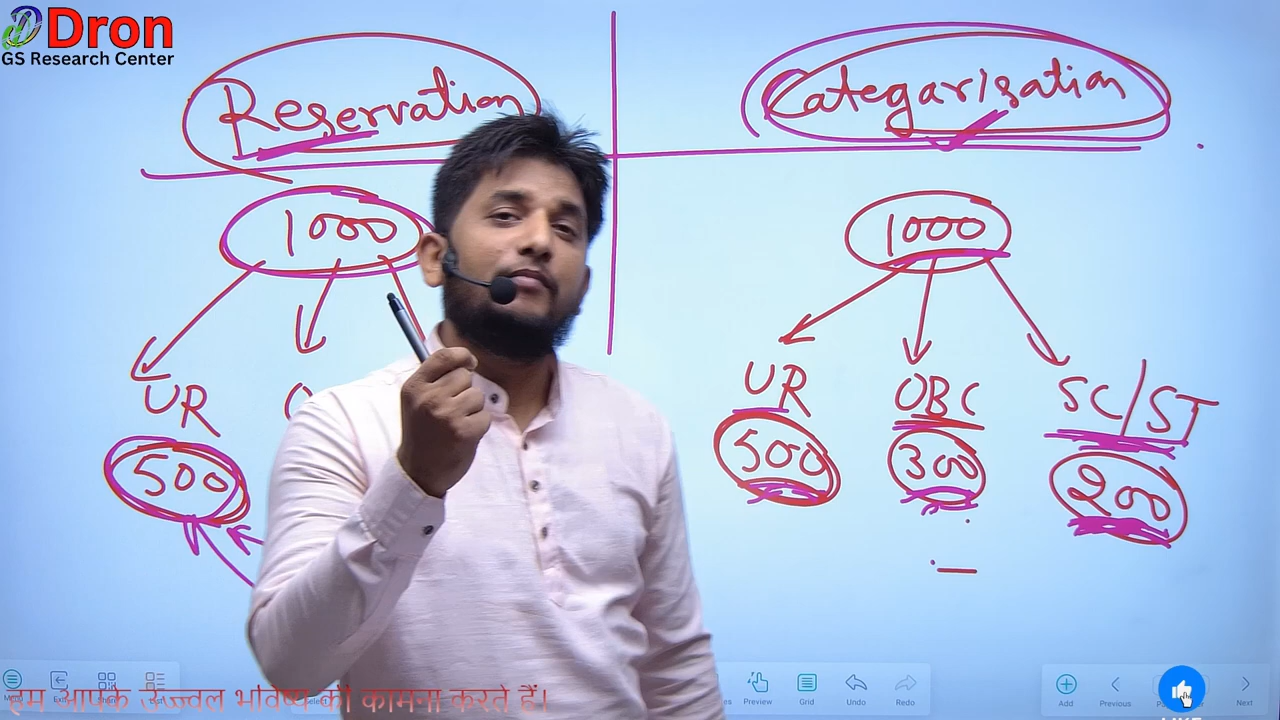 Dron
GS Research Center
Reservation
Categarisation
1000
1000
UR
UR
OBC
SC/ST
500
500
300
200
Preview
Grid
Undo
Redo
Add
Previous
Next
हम आपके उज्ज्वल भविष्य की कामना करते हैं।